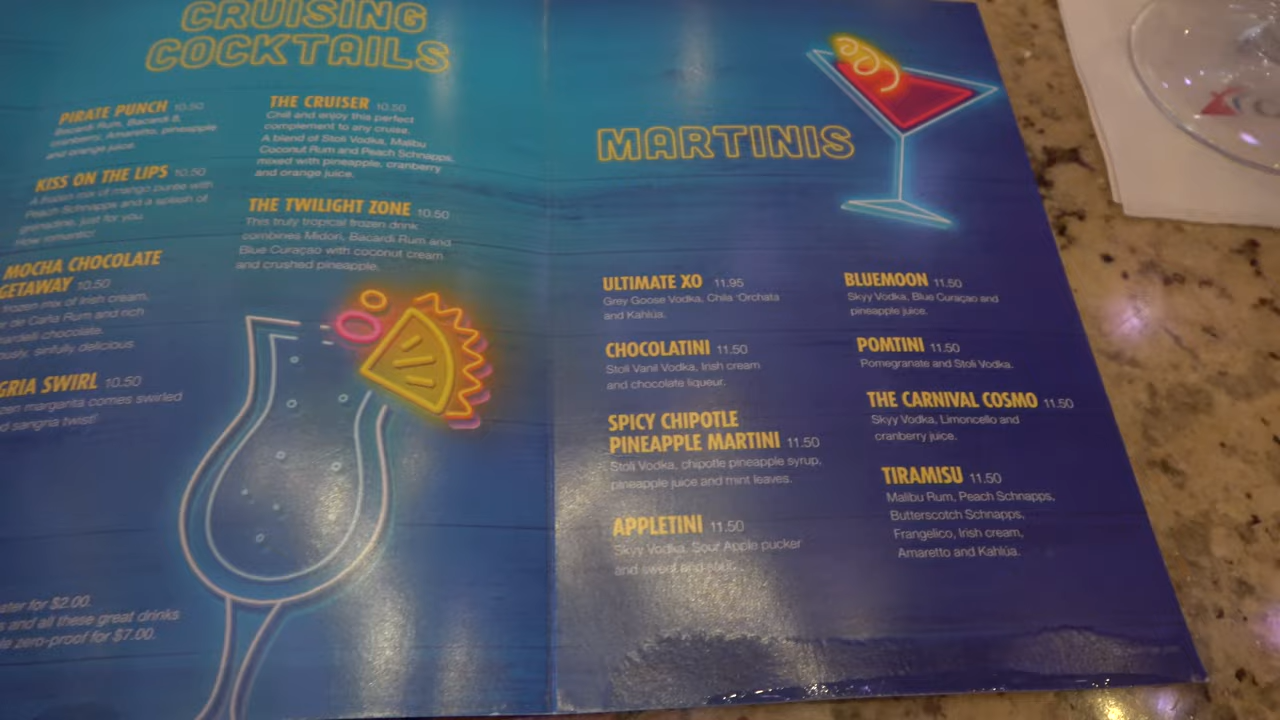 CRUISING
COCKTAILS
PIRATE PUNCH 10.50
Bacardi Rum, Bacardi 8,
cranberry, Amaretto, pineapple
and orange juice.
KISS ON THE LIPS 10.50
A frozen mix of mango purée with
Peach Schnapps and a splash of
grenadine, just for you.
How romantic!
MOCHA CHOCOLATE
GETAWAY 10.50
frozen mix of Irish cream,
de Carla Rum and rich
chocolate.
sinfully delicious.
GRIA SWIRL 10.50
margarita comes swirled
sangria twist!
for $2.00.
and all these great drinks
zero-proof for $7.00.
THE CRUISER 10.50
Chill and enjoy this perfect
complement to any cruise.
A blend of Stoli Vodka, Malibu
Coconut Rum and Peach Schnapps,
mixed with pineapple, cranberry
and orange juice.
THE TWILIGHT ZONE 10.50
This truly tropical frozen drink
combines Midori, Bacardi Rum and
Blue Curaçao with coconut cream
and crushed pineapple.
MARTINIS
ULTIMATE XO 11.95
Grey Goose Vodka, Chila 'Orchata
and Kahlúa.
CHOCOLATINI 11.50
Stoli Vanil Vodka, Irish cream
and chocolate liqueur.
SPICY CHIPOTLE
PINEAPPLE MARTINI 11.50
Stoli Vodka, chipotle pineapple syrup,
pineapple juice and mint leaves.
APPLETINI 11.50
Skyy Vodka, Sour Apple pucker
and sweet and sour.
BLUEMOON 11.50
Skyy Vodka, Blue Curaçao and
pineapple juice.
POMTINI 11.50
Pomegranate and Stoli Vodka.
THE CARNIVAL COSMO 11.50
Skyy Vodka, Limoncello and
cranberry juice.
TIRAMISU 11.50
Malibu Rum, Peach Schnapps,
Butterscotch Schnapps,
Frangelico, Irish cream,
Amaretto and Kahlúa.